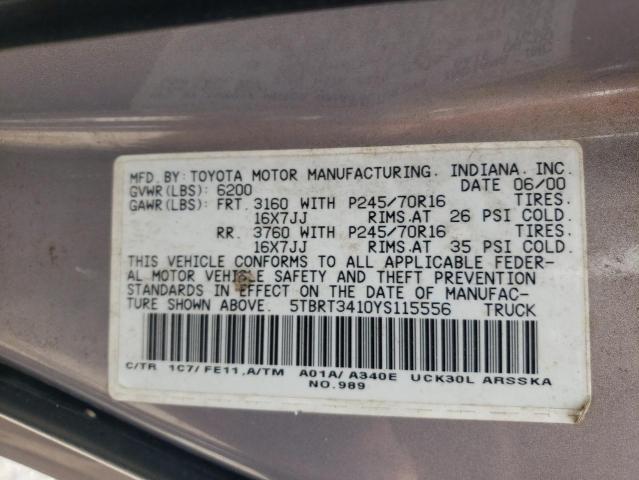 MFD.BY: TOYOTA MOTOR MANUFACTURING, INDIANA, INC.
GVWR(LBS): 6200 DATE 06/00
GAWR(LBS): FRT. 3160 WITH P245/70R16 TIRES,
16X7JJ RIMS,AT 26 PSI COLD.
RR. 3760 WITH P245/70R16 TIRES,
16X7JJ RIMS,AT 35 PSI COLD.
THIS VEHICLE CONFORMS TO ALL APPLICABLE FEDER-
AL MOTOR VEHICLE SAFETY AND THEFT PREVENTION
STANDARDS IN EFFECT ON THE DATE OF MANUFAC-
TURE SHOWN ABOVE. 5TBRT3410YS115556 TRUCK
C/TR 1C7/ FE11,A/TM A01A/ A340E UCK30L ARSSKA
NO.989